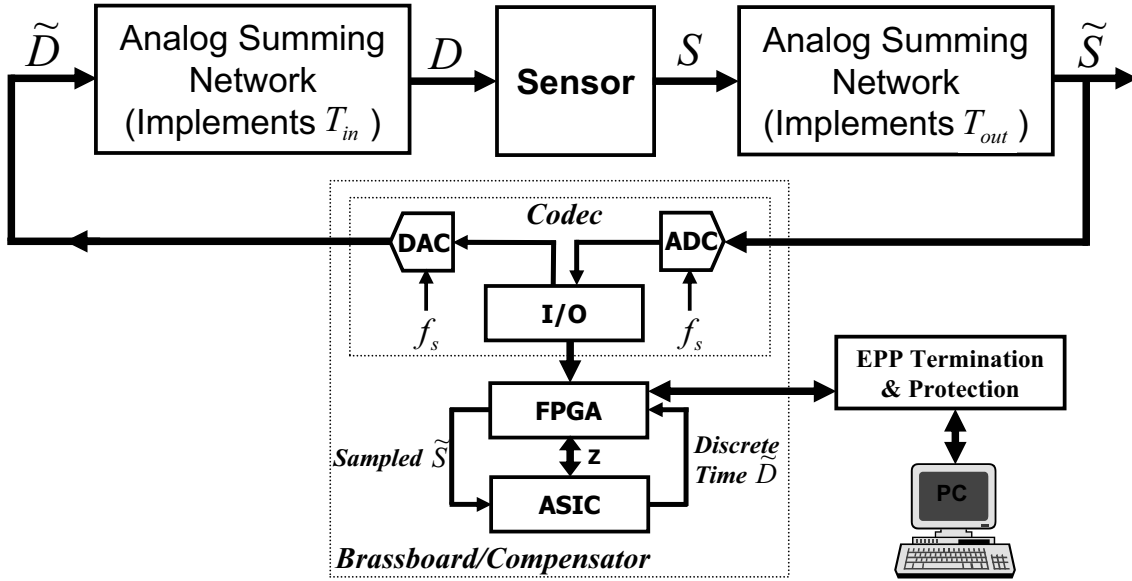 D̃
Analog Summing
Network
(Implements T_in )
D
Sensor
S
Analog Summing
Network
(Implements T_out )
S̃
Codec
DAC
ADC
I/O
f_s
f_s
EPP Termination
& Protection
FPGA
Sampled S̃
z
Discrete
Time D̃
ASIC
PC
Brassboard/Compensator